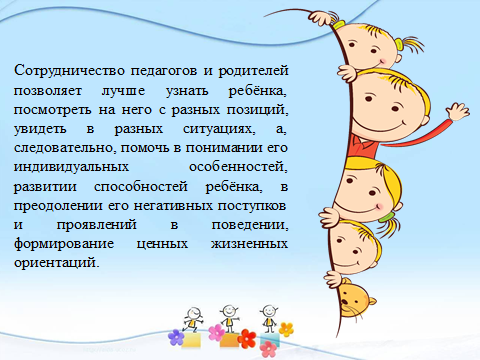 Сотрудничество педагогов и родителей
позволяет лучше узнать ребёнка,
посмотреть на него с разных позиций,
увидеть в разных ситуациях, а,
следовательно, помочь в понимании его
индивидуальных особенностей,
развитии способностей ребёнка, в
преодолении его негативных поступков
и проявлений в поведении,
формирование ценных жизненных
ориентаций.